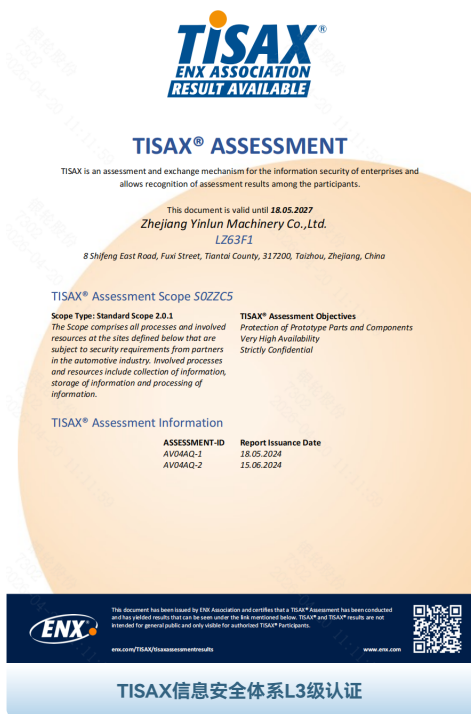 TISAX®
ENX ASSOCIATION
RESULT AVAILABLE
TISAX® ASSESSMENT
TISAX is an assessment and exchange mechanism for the information security of enterprises and
allows recognition of assessment results among the participants.
This document is valid until 18.05.2027
Zhejiang Yinlun Machinery Co.,Ltd.
LZ63F1
8 Shifeng East Road, Fuxi Street, Tiantai County, 317200, Taizhou, Zhejiang, China
TISAX® Assessment Scope S0ZZC5
Scope Type: Standard Scope 2.0.1
The Scope comprises all processes and involved
resources at the sites defined below that are
subject to security requirements from partners
in the automotive industry. Involved processes
and resources include collection of information,
storage of information and processing of
information.
TISAX® Assessment Objectives
Protection of Prototype Parts and Components
Very High Availability
Strictly Confidential
TISAX® Assessment Information
ASSESSMENT-ID Report Issuance Date
AV04AQ-1 18.05.2024
AV04AQ-2 15.06.2024
ENX®
This document has been issued by ENX Association and certifies that a TISAX® Assessment has been conducted
and has yielded results that can be seen under the link mentioned below. TISAX® and TISAX® results are not
intended for general public and only visible for authorized TISAX® Participants.
enx.com/TISAX/tisaxassessmentresults www.enx.com
TISAX信息安全体系L3级认证